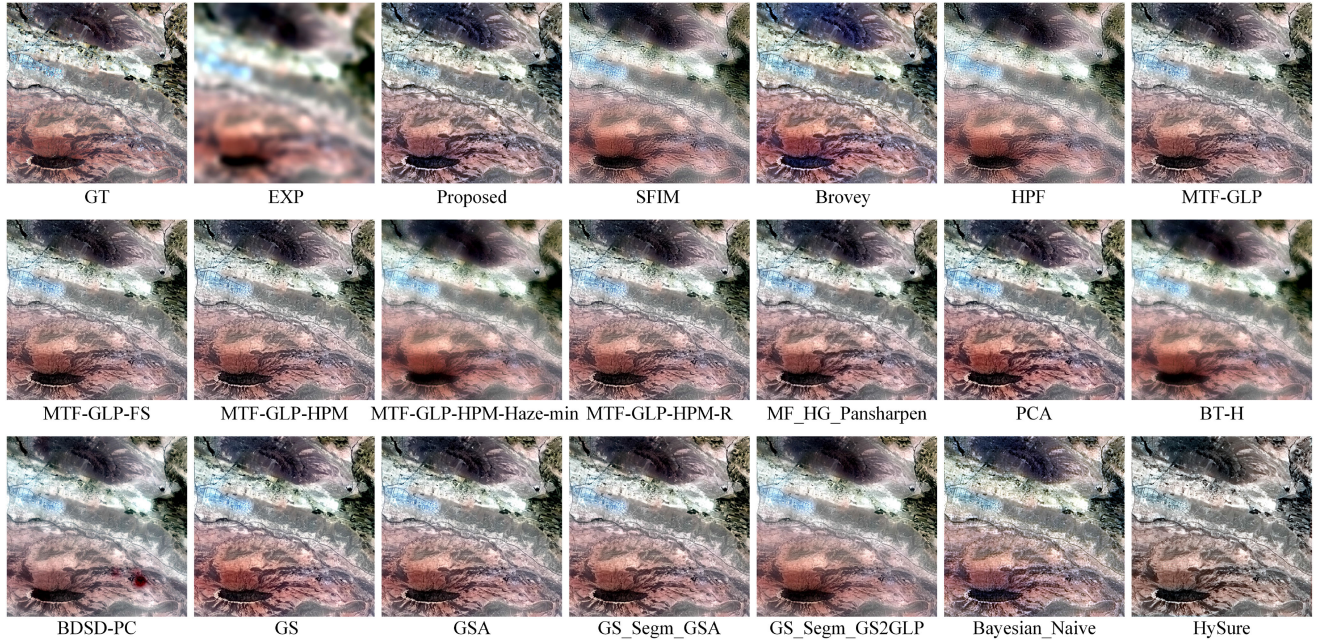 GT EXP Proposed SFIM Brovey HPF MTF-GLP
MTF-GLP-FS MTF-GLP-HPM MTF-GLP-HPM-Haze-min MTF-GLP-HPM-R MF_HG_Pansharpen PCA BT-H
BDSD-PC GS GSA GS_Segm_GSA GS_Segm_GS2GLP Bayesian_Naive HySure